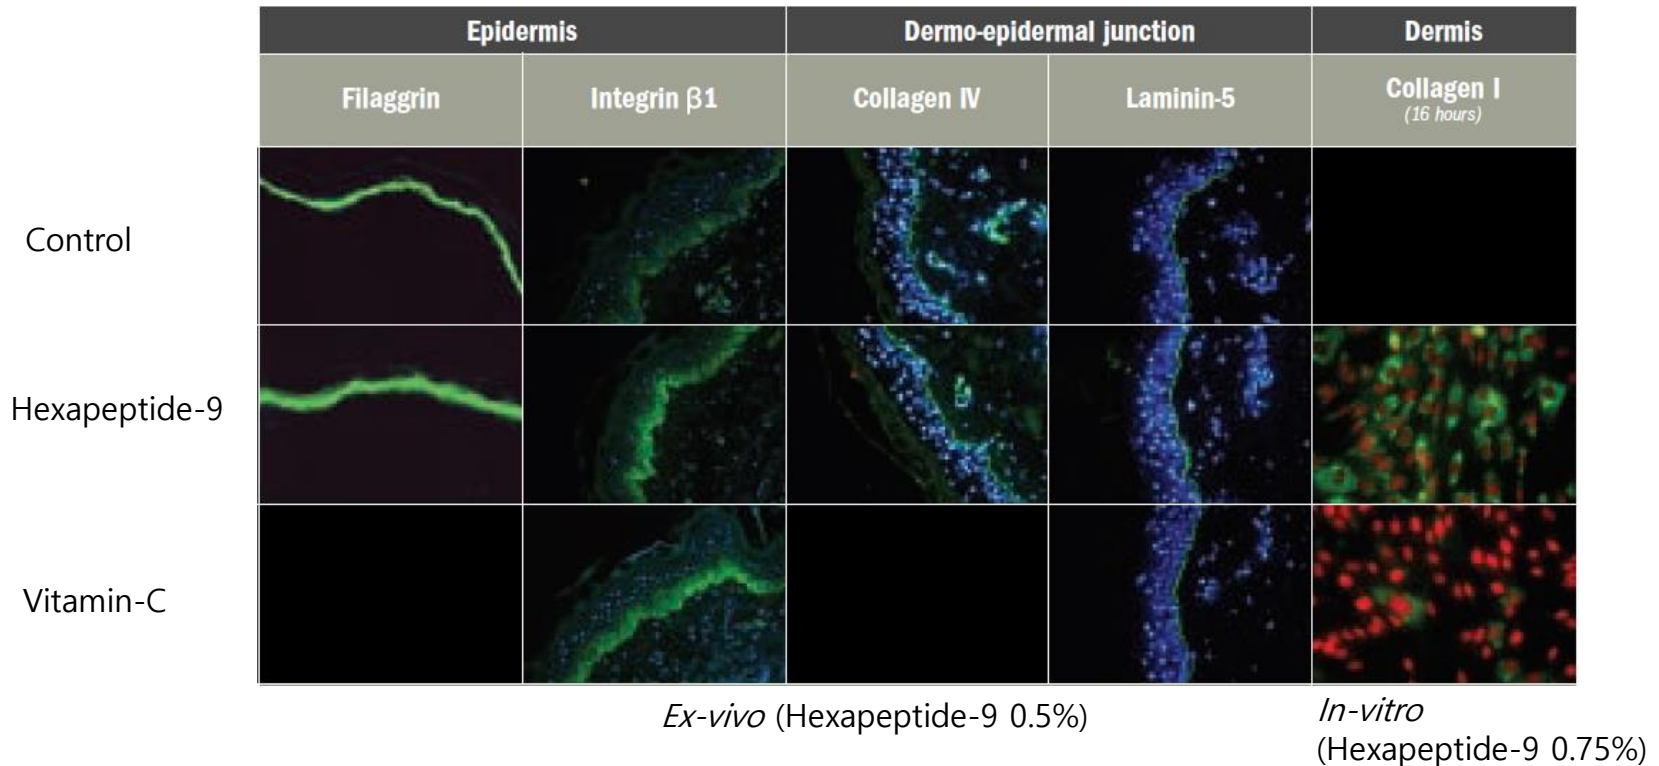 Epidermis Dermo-epidermal junction Dermis
Filaggrin Integrin β1 Collagen IV Laminin-5 Collagen I
(16 hours)
Control
Hexapeptide-9
Vitamin-C
Ex-vivo (Hexapeptide-9 0.5%)
In-vitro
(Hexapeptide-9 0.75%)